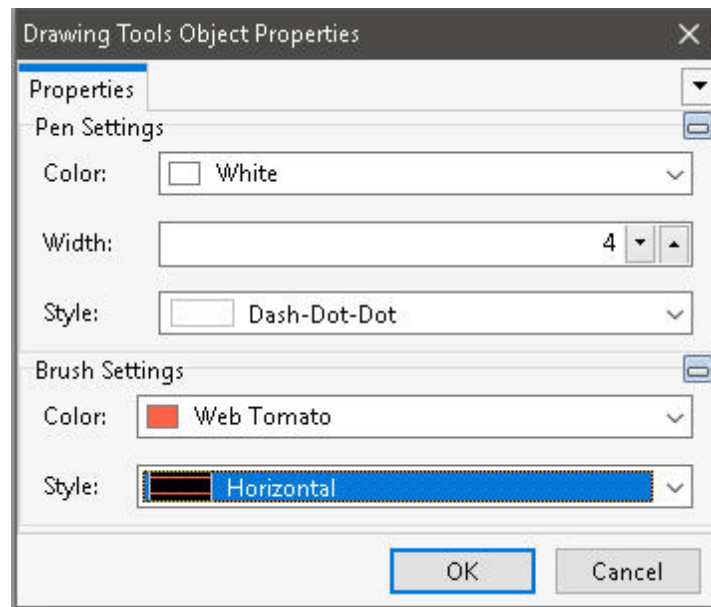 Drawing Tools Object Properties
Properties
Pen Settings
Color: White
Width: 4
Style: Dash-Dot-Dot
Brush Settings
Color: Web Tomato
Style: Horizontal
OK Cancel